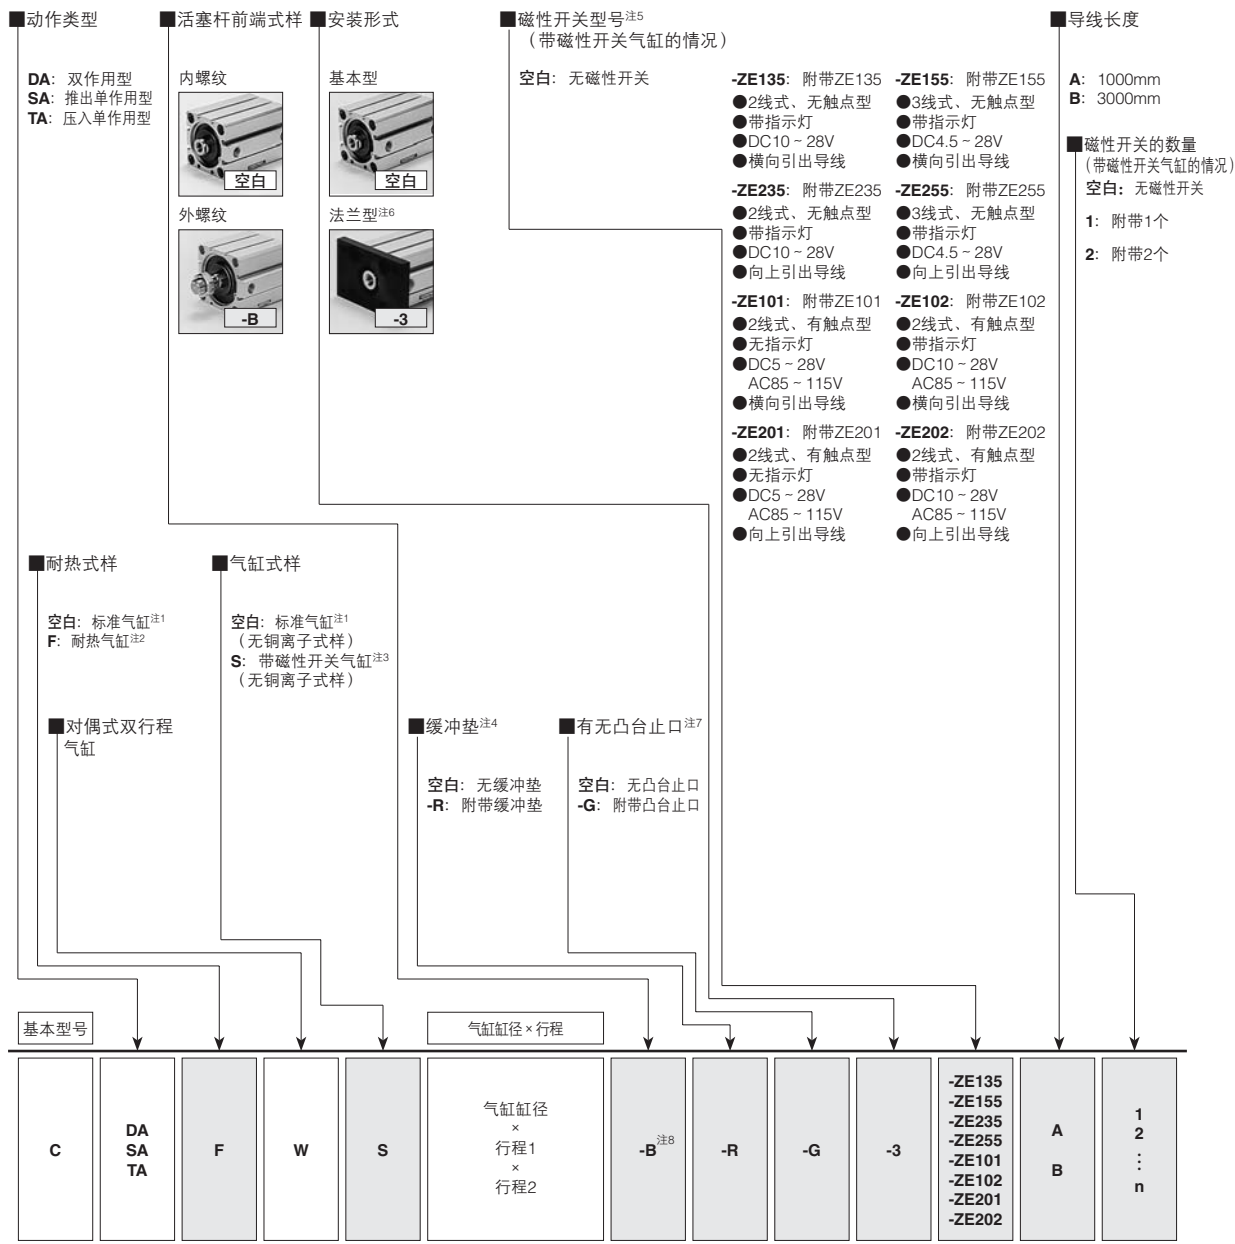 ■动作类型
DA： 双作用型
SA： 推出单作用型
TA： 压入单作用型
■活塞杆前端式样
内螺纹
空白
外螺纹
-B
■安装形式
基本型
空白
法兰型注6
-3
■磁性开关型号注5
（带磁性开关气缸的情况）
空白： 无磁性开关
-ZE135： 附带ZE135
●2线式、无触点型
●带指示灯
●DC10～28V
●横向引出导线
-ZE155： 附带ZE155
●3线式、无触点型
●带指示灯
●DC4.5～28V
●横向引出导线
-ZE235： 附带ZE235
●2线式、无触点型
●带指示灯
●DC10～28V
●向上引出导线
-ZE255： 附带ZE255
●3线式、无触点型
●带指示灯
●DC4.5～28V
●向上引出导线
-ZE101： 附带ZE101
●2线式、有触点型
●无指示灯
●DC5～28V
AC85～115V
●横向引出导线
-ZE102： 附带ZE102
●2线式、有触点型
●带指示灯
●DC10～28V
AC85～115V
●横向引出导线
-ZE201： 附带ZE201
●2线式、有触点型
●无指示灯
●DC5～28V
AC85～115V
●向上引出导线
-ZE202： 附带ZE202
●2线式、有触点型
●带指示灯
●DC10～28V
AC85～115V
●向上引出导线
■导线长度
A： 1000mm
B： 3000mm
■磁性开关的数量
（带磁性开关气缸的情况）
空白： 无磁性开关
1： 附带1个
2： 附带2个
■耐热式样
空白： 标准气缸注1
F： 耐热气缸注2
■气缸式样
空白： 标准气缸注1
（无铜离子式样）
S： 带磁性开关气缸注3
（无铜离子式样）
■对偶式双行程
气缸
■缓冲垫注4
空白： 无缓冲垫
-R： 附带缓冲垫
■有无凸台止口注7
空白： 无凸台止口
-G： 附带凸台止口
基本型号
气缸缸径×行程
C
DA
SA
TA
F
W
S
气缸缸径
×
行程1
×
行程2
-B注8
-R
-G
-3
-ZE135
-ZE155
-ZE235
-ZE255
-ZE101
-ZE102
-ZE201
-ZE202
A
B
1
2
⋮
n